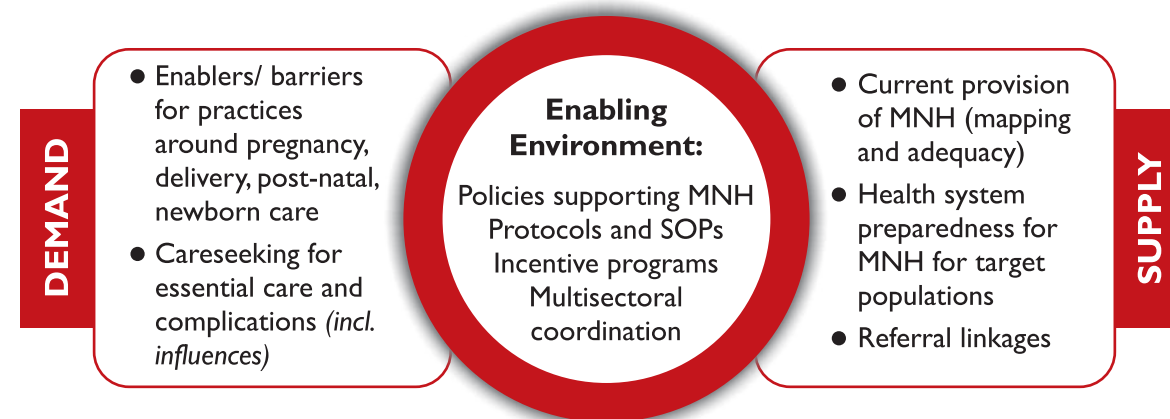 DEMAND
● Enablers/ barriers
for practices
around pregnancy,
delivery, post-natal,
newborn care
● Careseeking for
essential care and
complications (incl.
influences)
Enabling
Environment:
Policies supporting MNH
Protocols and SOPs
Incentive programs
Multisectoral
coordination
● Current provision
of MNH (mapping
and adequacy)
● Health system
preparedness for
MNH for target
populations
● Referral linkages
SUPPLY